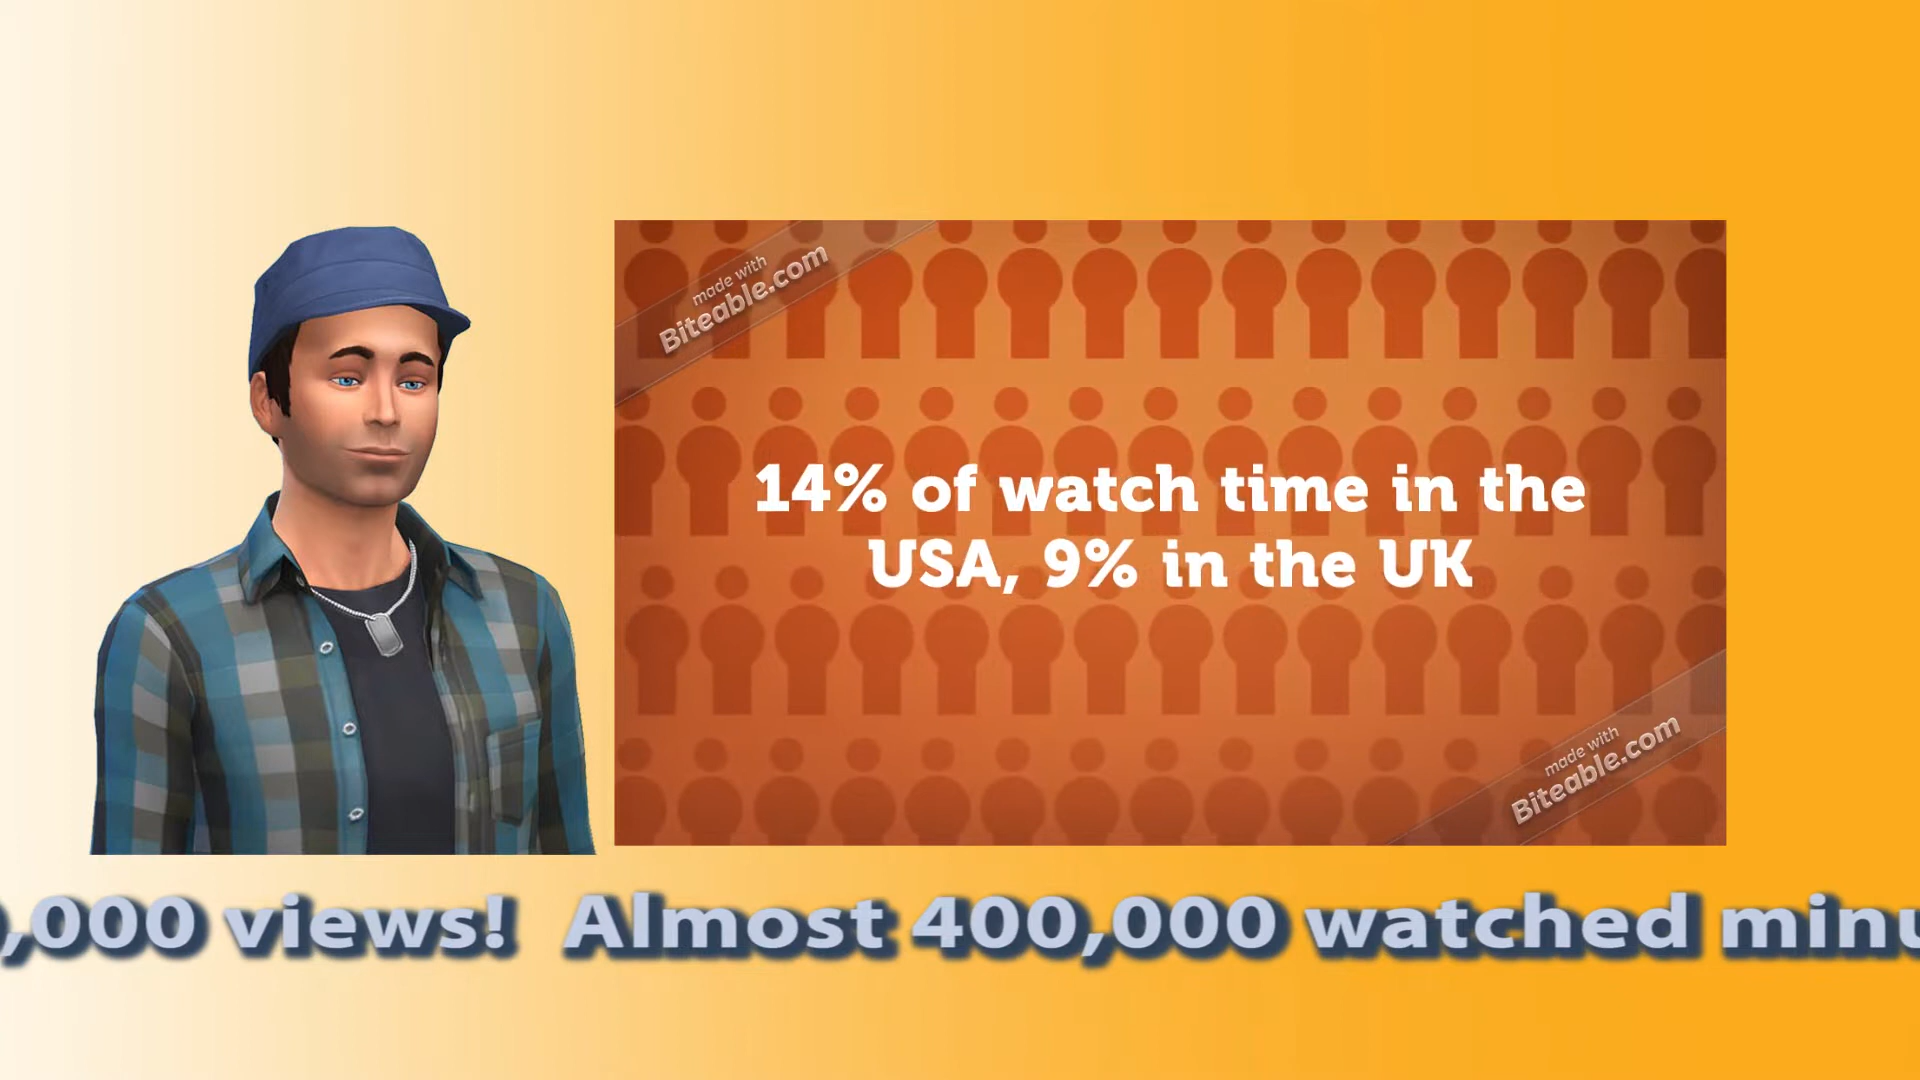 made with
Biteable.com
14% of watch time in the
USA, 9% in the UK
made with
Biteable.com
,000 views! Almost 400,000 watched minu